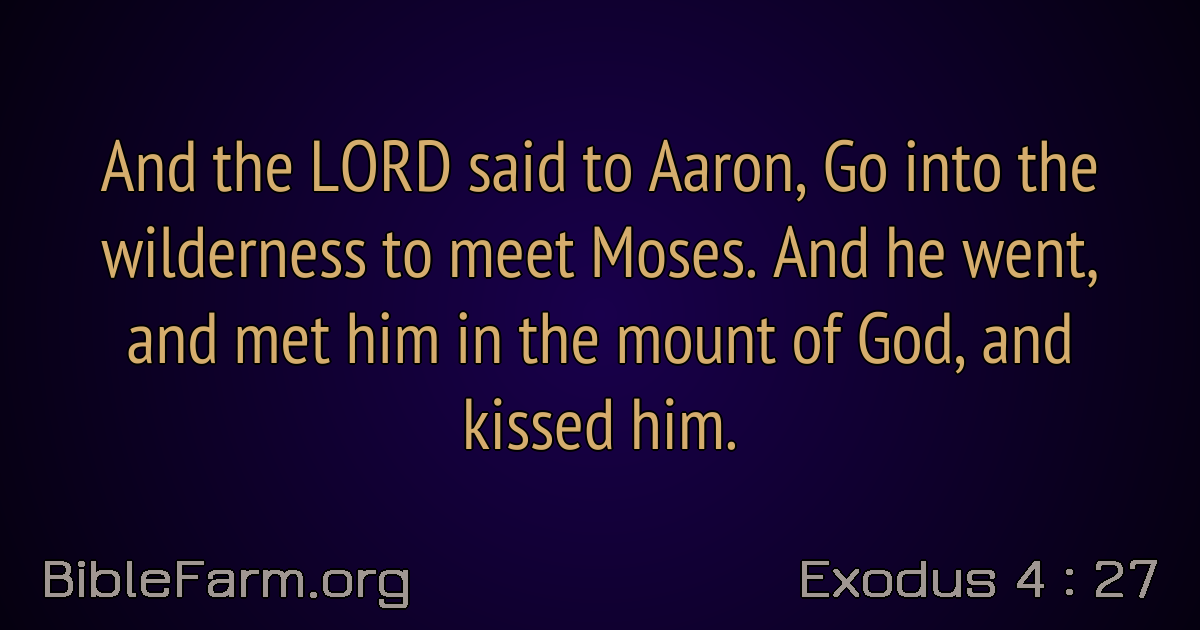 And the LORD said to Aaron, Go into the
wilderness to meet Moses. And he went,
and met him in the mount of God, and
kissed him.
BibleFarm.org
Exodus 4 : 27